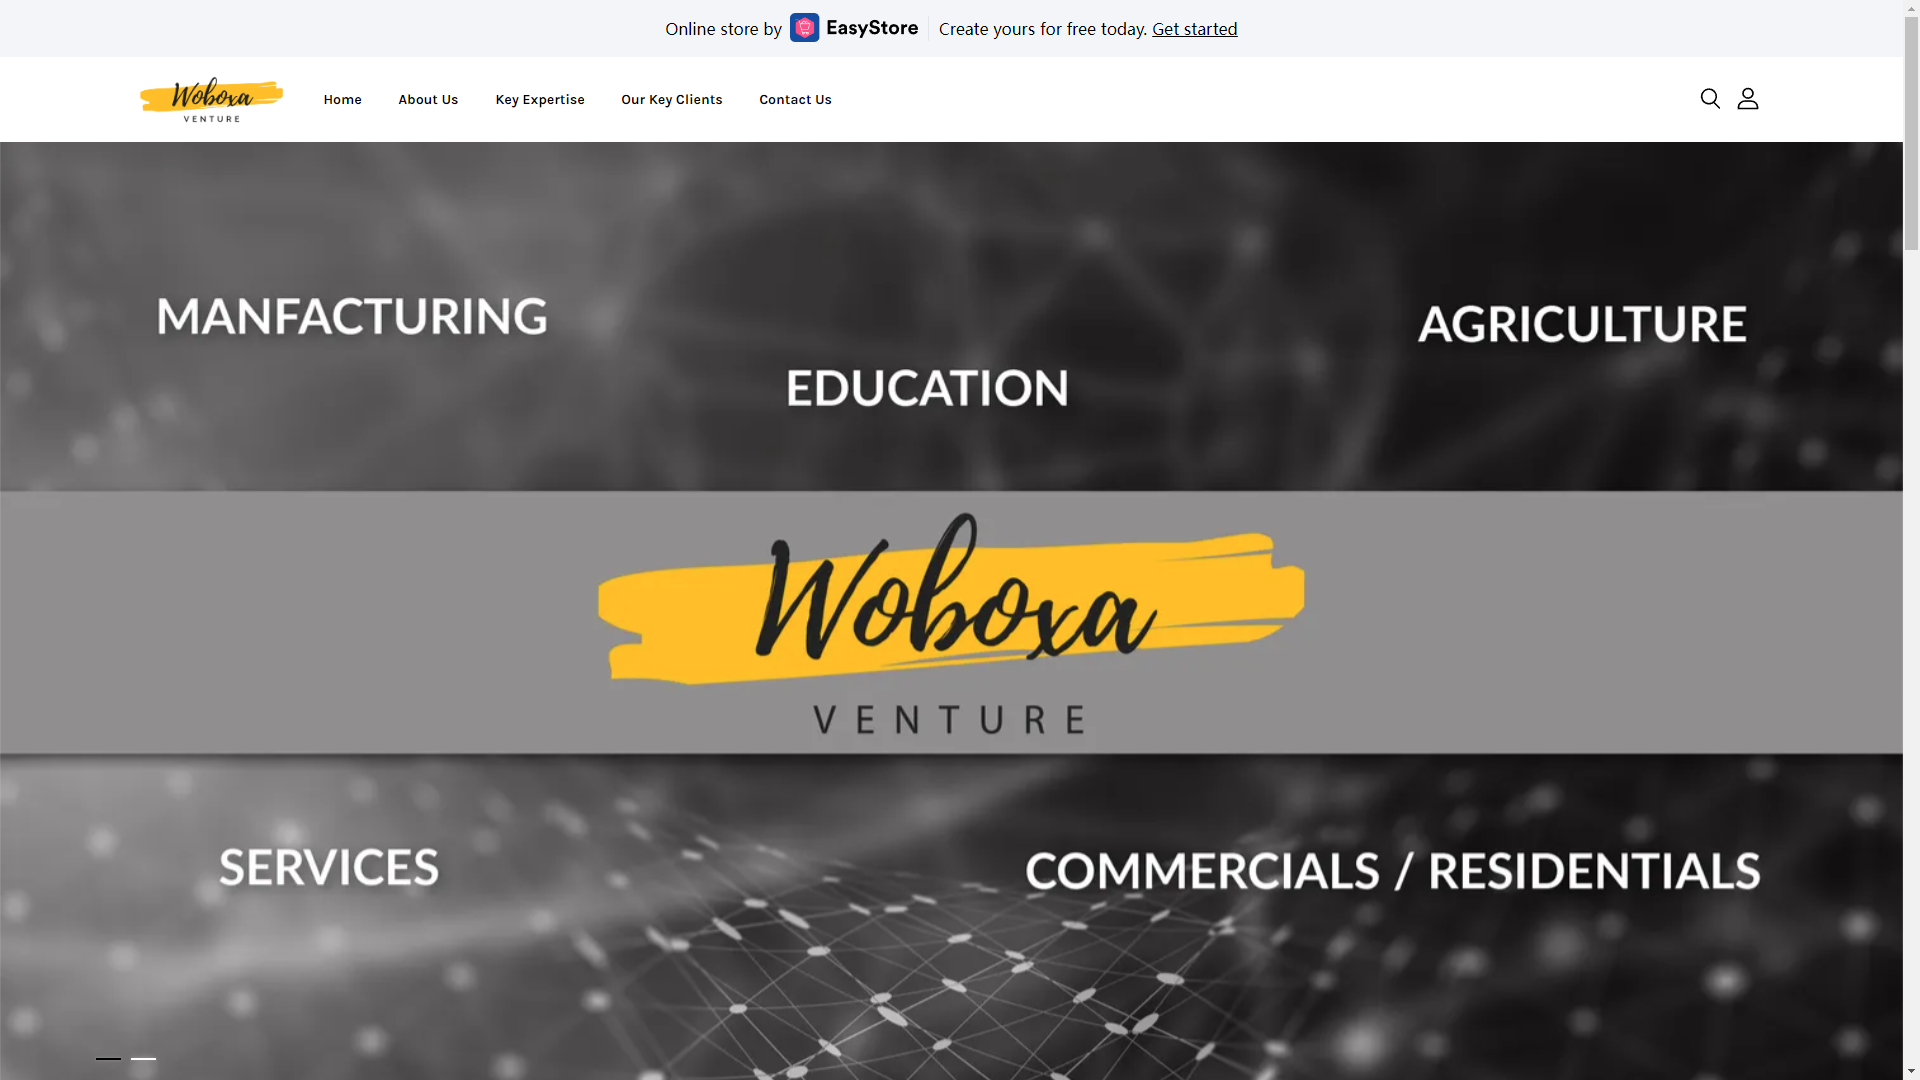 Online store by EasyStore Create yours for free today. Get started
Woboxa
VENTURE
Home About Us Key Expertise Our Key Clients Contact Us
MANFACTURING
AGRICULTURE
EDUCATION
Woboxa
VENTURE
SERVICES
COMMERCIALS / RESIDENTIALS